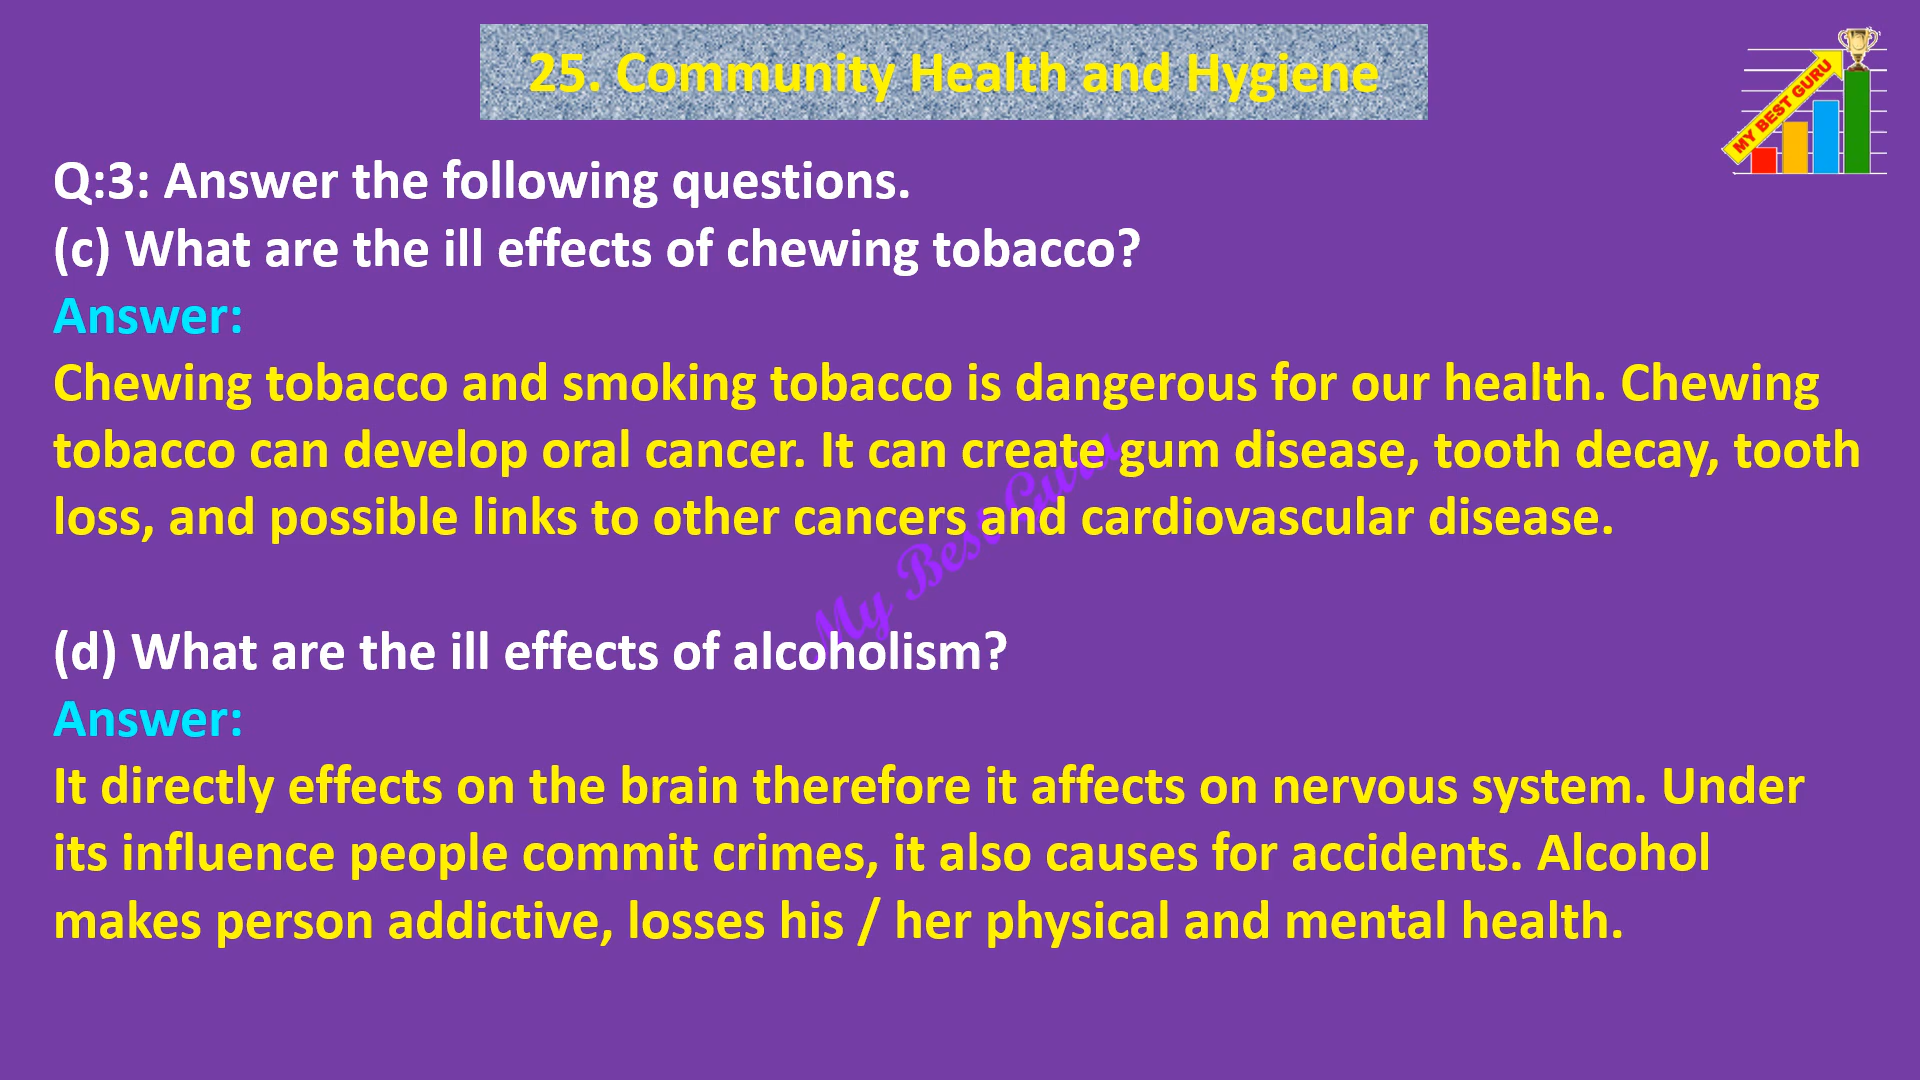 25. Community Health and Hygiene
MY BEST GURU
Q:3: Answer the following questions.
(c) What are the ill effects of chewing tobacco?
Answer:
Chewing tobacco and smoking tobacco is dangerous for our health. Chewing
tobacco can develop oral cancer. It can create gum disease, tooth decay, tooth
loss, and possible links to other cancers and cardiovascular disease.
My Best Guru
(d) What are the ill effects of alcoholism?
Answer:
It directly effects on the brain therefore it affects on nervous system. Under
its influence people commit crimes, it also causes for accidents. Alcohol
makes person addictive, losses his / her physical and mental health.